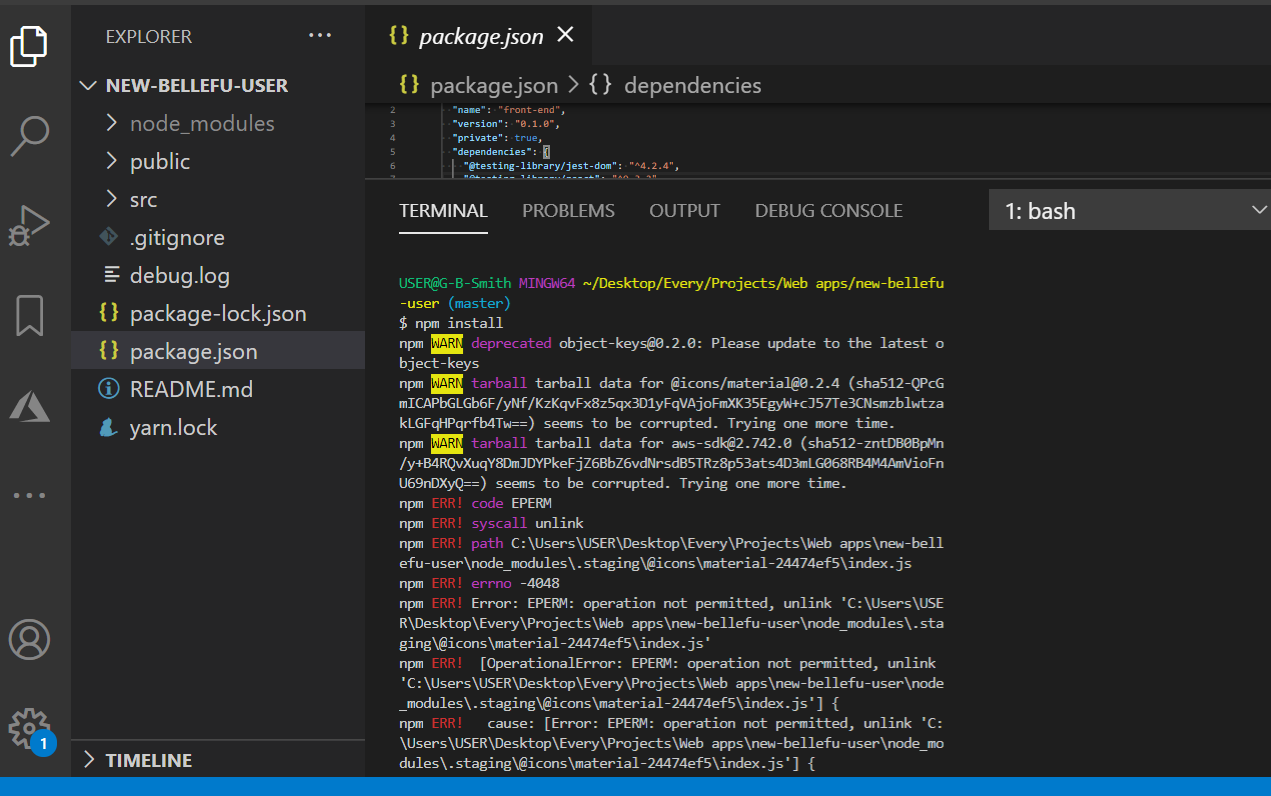 EXPLORER
NEW-BELLEFU-USER
node_modules
public
src
.gitignore
debug.log
package-lock.json
package.json
README.md
yarn.lock
TIMELINE
1
package.json
package.json > {} dependencies
2 "name": "front-end",
3 "version": "0.1.0",
4 "private": true,
5 "dependencies": {
6 "@testing-library/jest-dom": "^4.2.4",
TERMINAL PROBLEMS OUTPUT DEBUG CONSOLE 1: bash
USER@G-B-Smith MINGW64 ~/Desktop/Every/Projects/Web apps/new-bellefu
-user (master)
$ npm install
npm WARN deprecated object-keys@0.2.0: Please update to the latest o
bject-keys
npm WARN tarball tarball data for @icons/material@0.2.4 (sha512-QPcG
mICAPbGLGb6F/yNf/KzKqvFx8z5qx3D1yFqVAjoFmXK35EgyW+cJ57Te3CNsmzblwtza
kLGFqHPqrfb4Tw==) seems to be corrupted. Trying one more time.
npm WARN tarball tarball data for aws-sdk@2.742.0 (sha512-zntDB0BpMn
/y+B4RQvXuqY8DmJDYPkeFjZ6BbZ6vdNrsdB5TRz8p53ats4D3mLG068RB4M4AmVioFn
U69nDXyQ==) seems to be corrupted. Trying one more time.
npm ERR! code EPERM
npm ERR! syscall unlink
npm ERR! path C:\Users\USER\Desktop\Every\Projects\Web apps\new-bell
efu-user\node_modules\.staging\@icons\material-24474ef5\index.js
npm ERR! errno -4048
npm ERR! Error: EPERM: operation not permitted, unlink 'C:\Users\USE
R\Desktop\Every\Projects\Web apps\new-bellefu-user\node_modules\.sta
ging\@icons\material-24474ef5\index.js'
npm ERR! [OperationalError: EPERM: operation not permitted, unlink
'C:\Users\USER\Desktop\Every\Projects\Web apps\new-bellefu-user\node
_modules\.staging\@icons\material-24474ef5\index.js'] {
npm ERR! cause: [Error: EPERM: operation not permitted, unlink 'C:
\Users\USER\Desktop\Every\Projects\Web apps\new-bellefu-user\node_mo
dules\.staging\@icons\material-24474ef5\index.js'] {